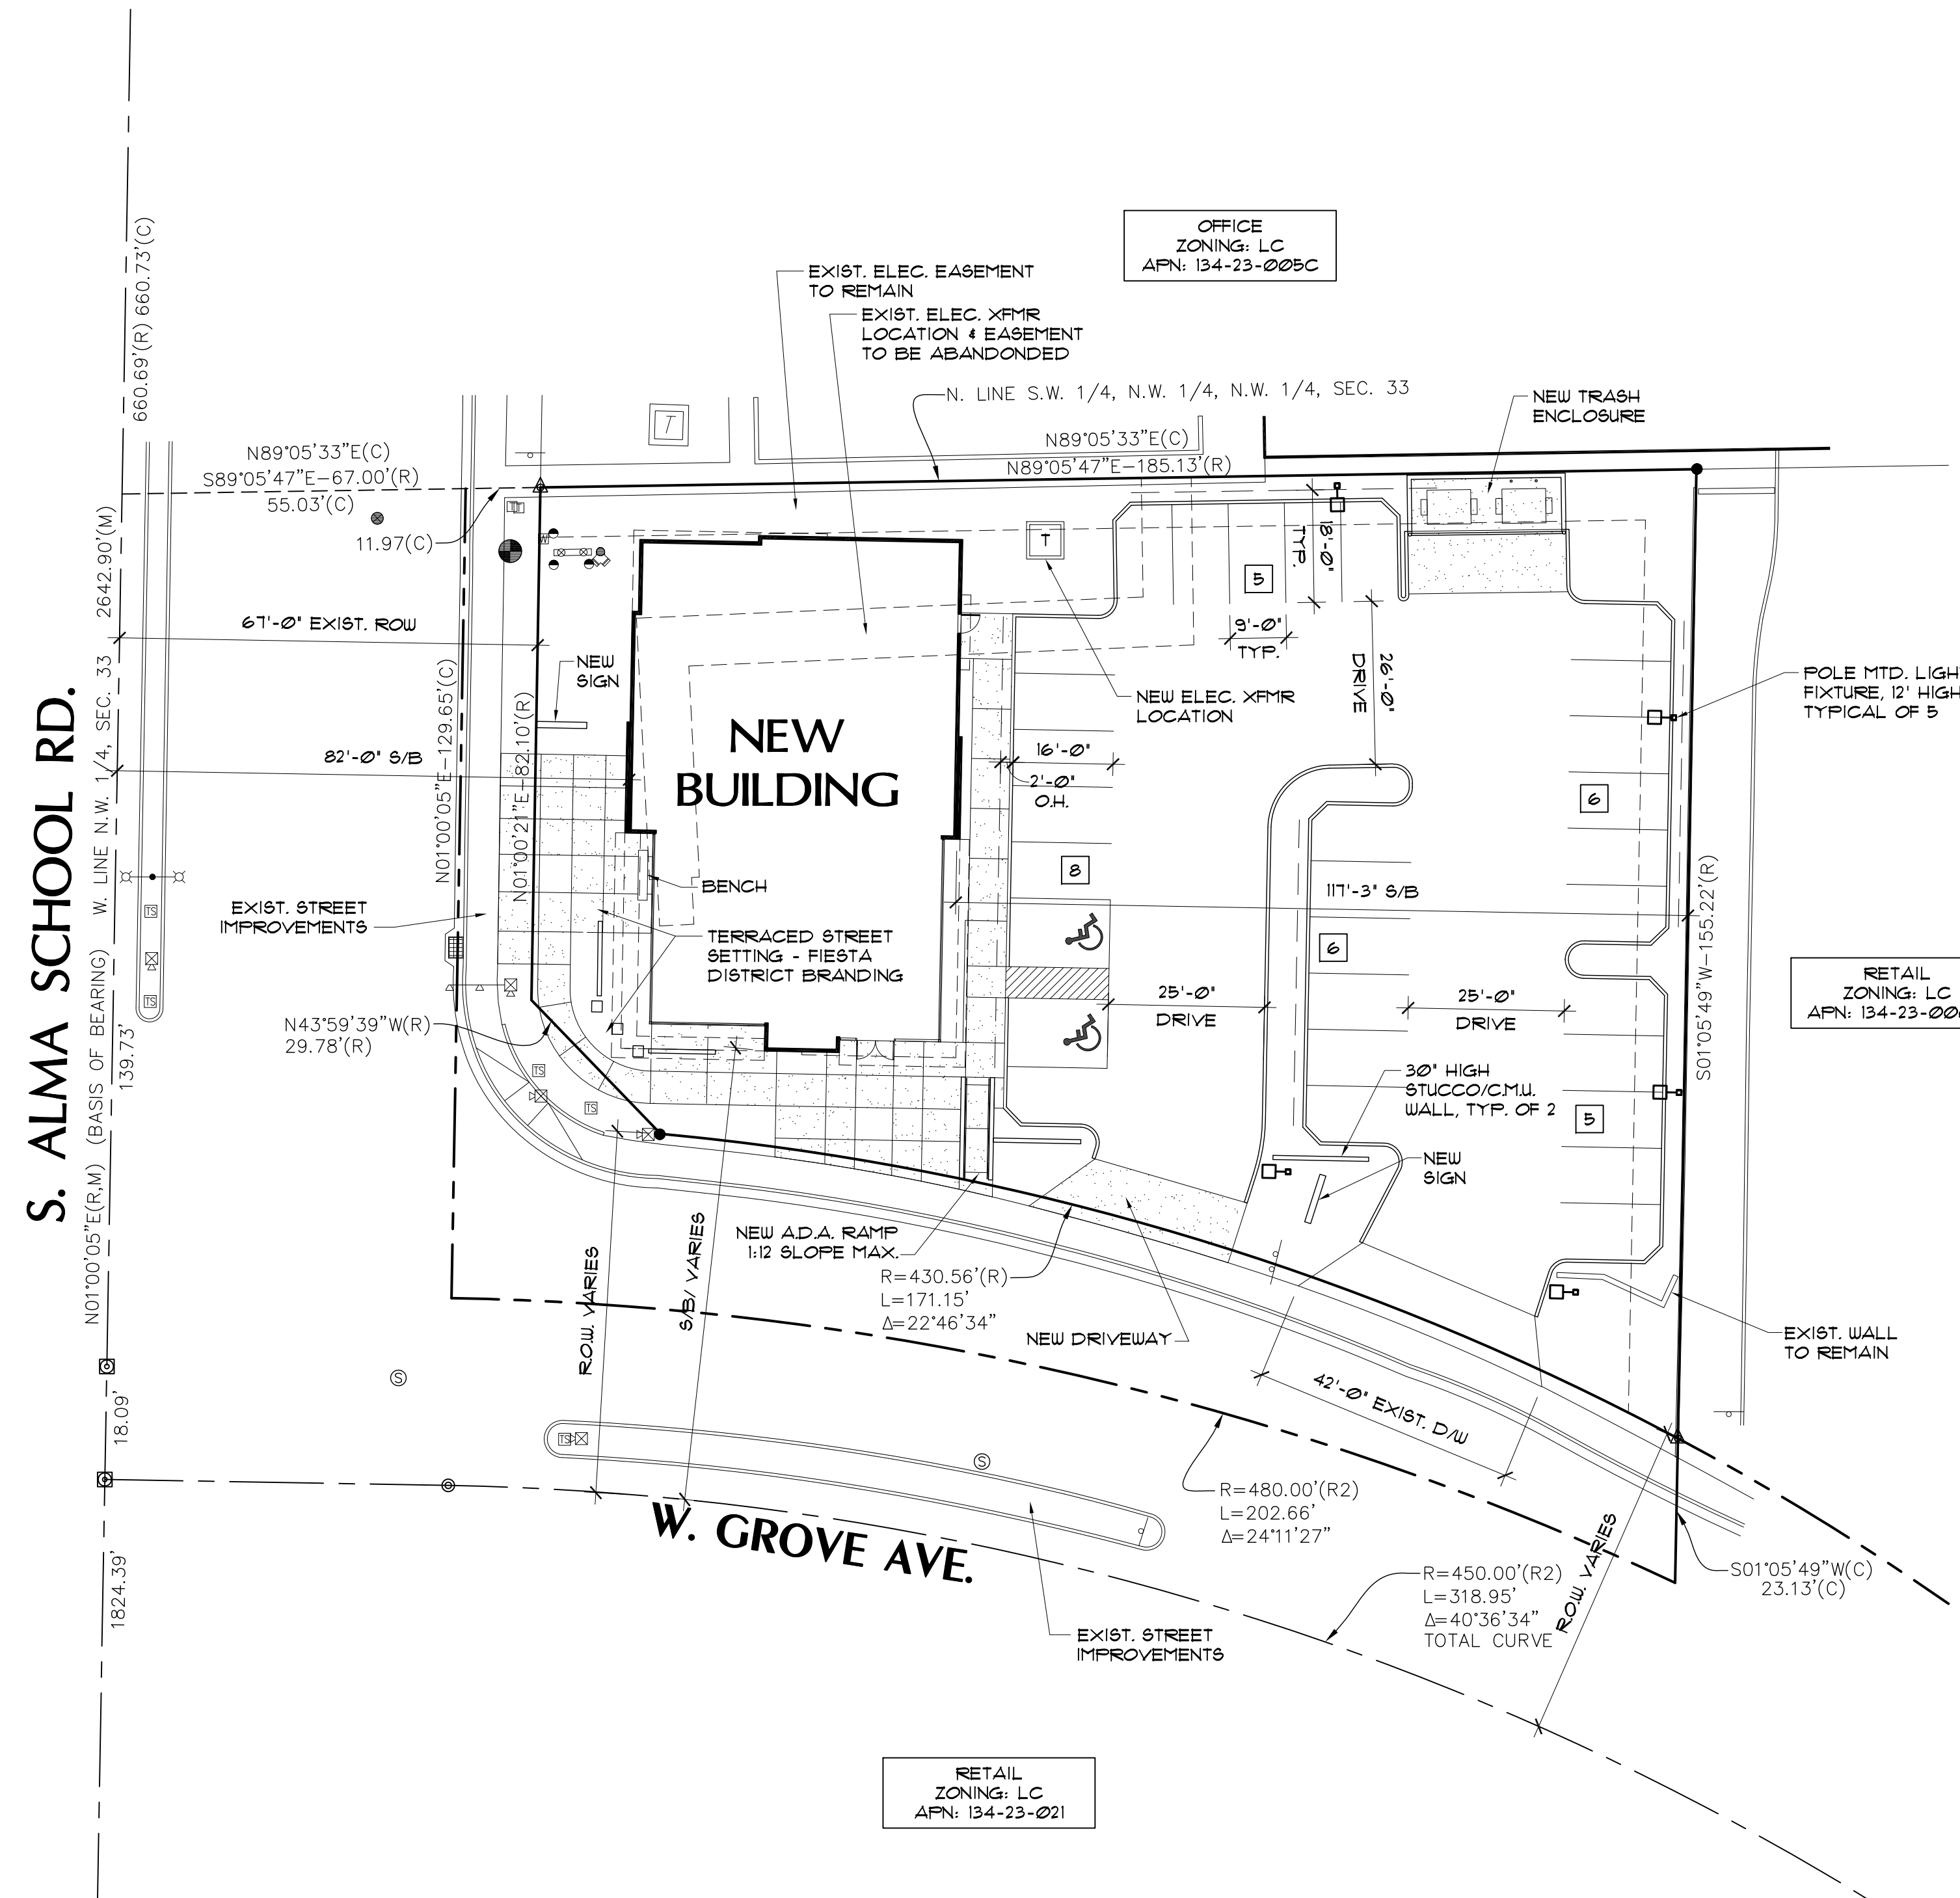 OFFICE
ZONING: LC
APN: 134-23-005C
EXIST. ELEC. EASEMENT
TO REMAIN
EXIST. ELEC. XFMR
LOCATION & EASEMENT
TO BE ABANDONDED
N. LINE S.W. 1/4, N.W. 1/4, N.W. 1/4, SEC. 33
N89°05'33"E(C)
N89°05'47"E-185.13'(R)
NEW TRASH
ENCLOSURE
660.69'(R) 660.73'(C)
N89°05'33"E(C)
S89°05'47"E-67.00'(R)
55.03'(C)
11.97(C)
67'-0" EXIST. ROW
82'-0" S/B
S. ALMA SCHOOL RD.
N01°00'05"E(R,M) (BASIS OF BEARING) W. LINE N.W. 1/4, SEC. 33 2642.90'(M)
139.73'
18.09'
1824.39'
N01°00'05"E-129.65'(C)
N01°00'21"E-82.10'(R)
NEW
SIGN
T
T
NEW
BUILDING
NEW ELEC. XFMR
LOCATION
18'-0"
TYP.
5
9'-0"
TYP.
26'-0"
DRIVE
16'-0"
2'-0"
O.H.
8
6
6
5
117'-3" S/B
POLE MTD. LIGH
FIXTURE, 12' HIGH
TYPICAL OF 5
BENCH
EXIST. STREET
IMPROVEMENTS
TERRACED STREET
SETTING - FIESTA
DISTRICT BRANDING
25'-0"
DRIVE
25'-0"
DRIVE
S01°05'49"W-155.22'(R)
RETAIL
ZONING: LC
APN: 134-23-00
N43°59'39"W(R)
29.78'(R)
TS
TS
TS
TS
TS
30" HIGH
STUCCO/C.M.U.
WALL, TYP. OF 2
NEW
SIGN
NEW A.D.A. RAMP
1:12 SLOPE MAX.
R=430.56'(R)
L=171.15'
Δ=22°46'34"
NEW DRIVEWAY
R.O.W. VARIES
S/B/ VARIES
42'-0" EXIST. D/W
EXIST. WALL
TO REMAIN
S
S
W. GROVE AVE.
R=480.00'(R2)
L=202.66'
Δ=24°11'27"
R=450.00'(R2)
L=318.95'
Δ=40°36'34"
TOTAL CURVE
R.O.W. VARIES
S01°05'49"W(C)
23.13'(C)
EXIST. STREET
IMPROVEMENTS
RETAIL
ZONING: LC
APN: 134-23-021